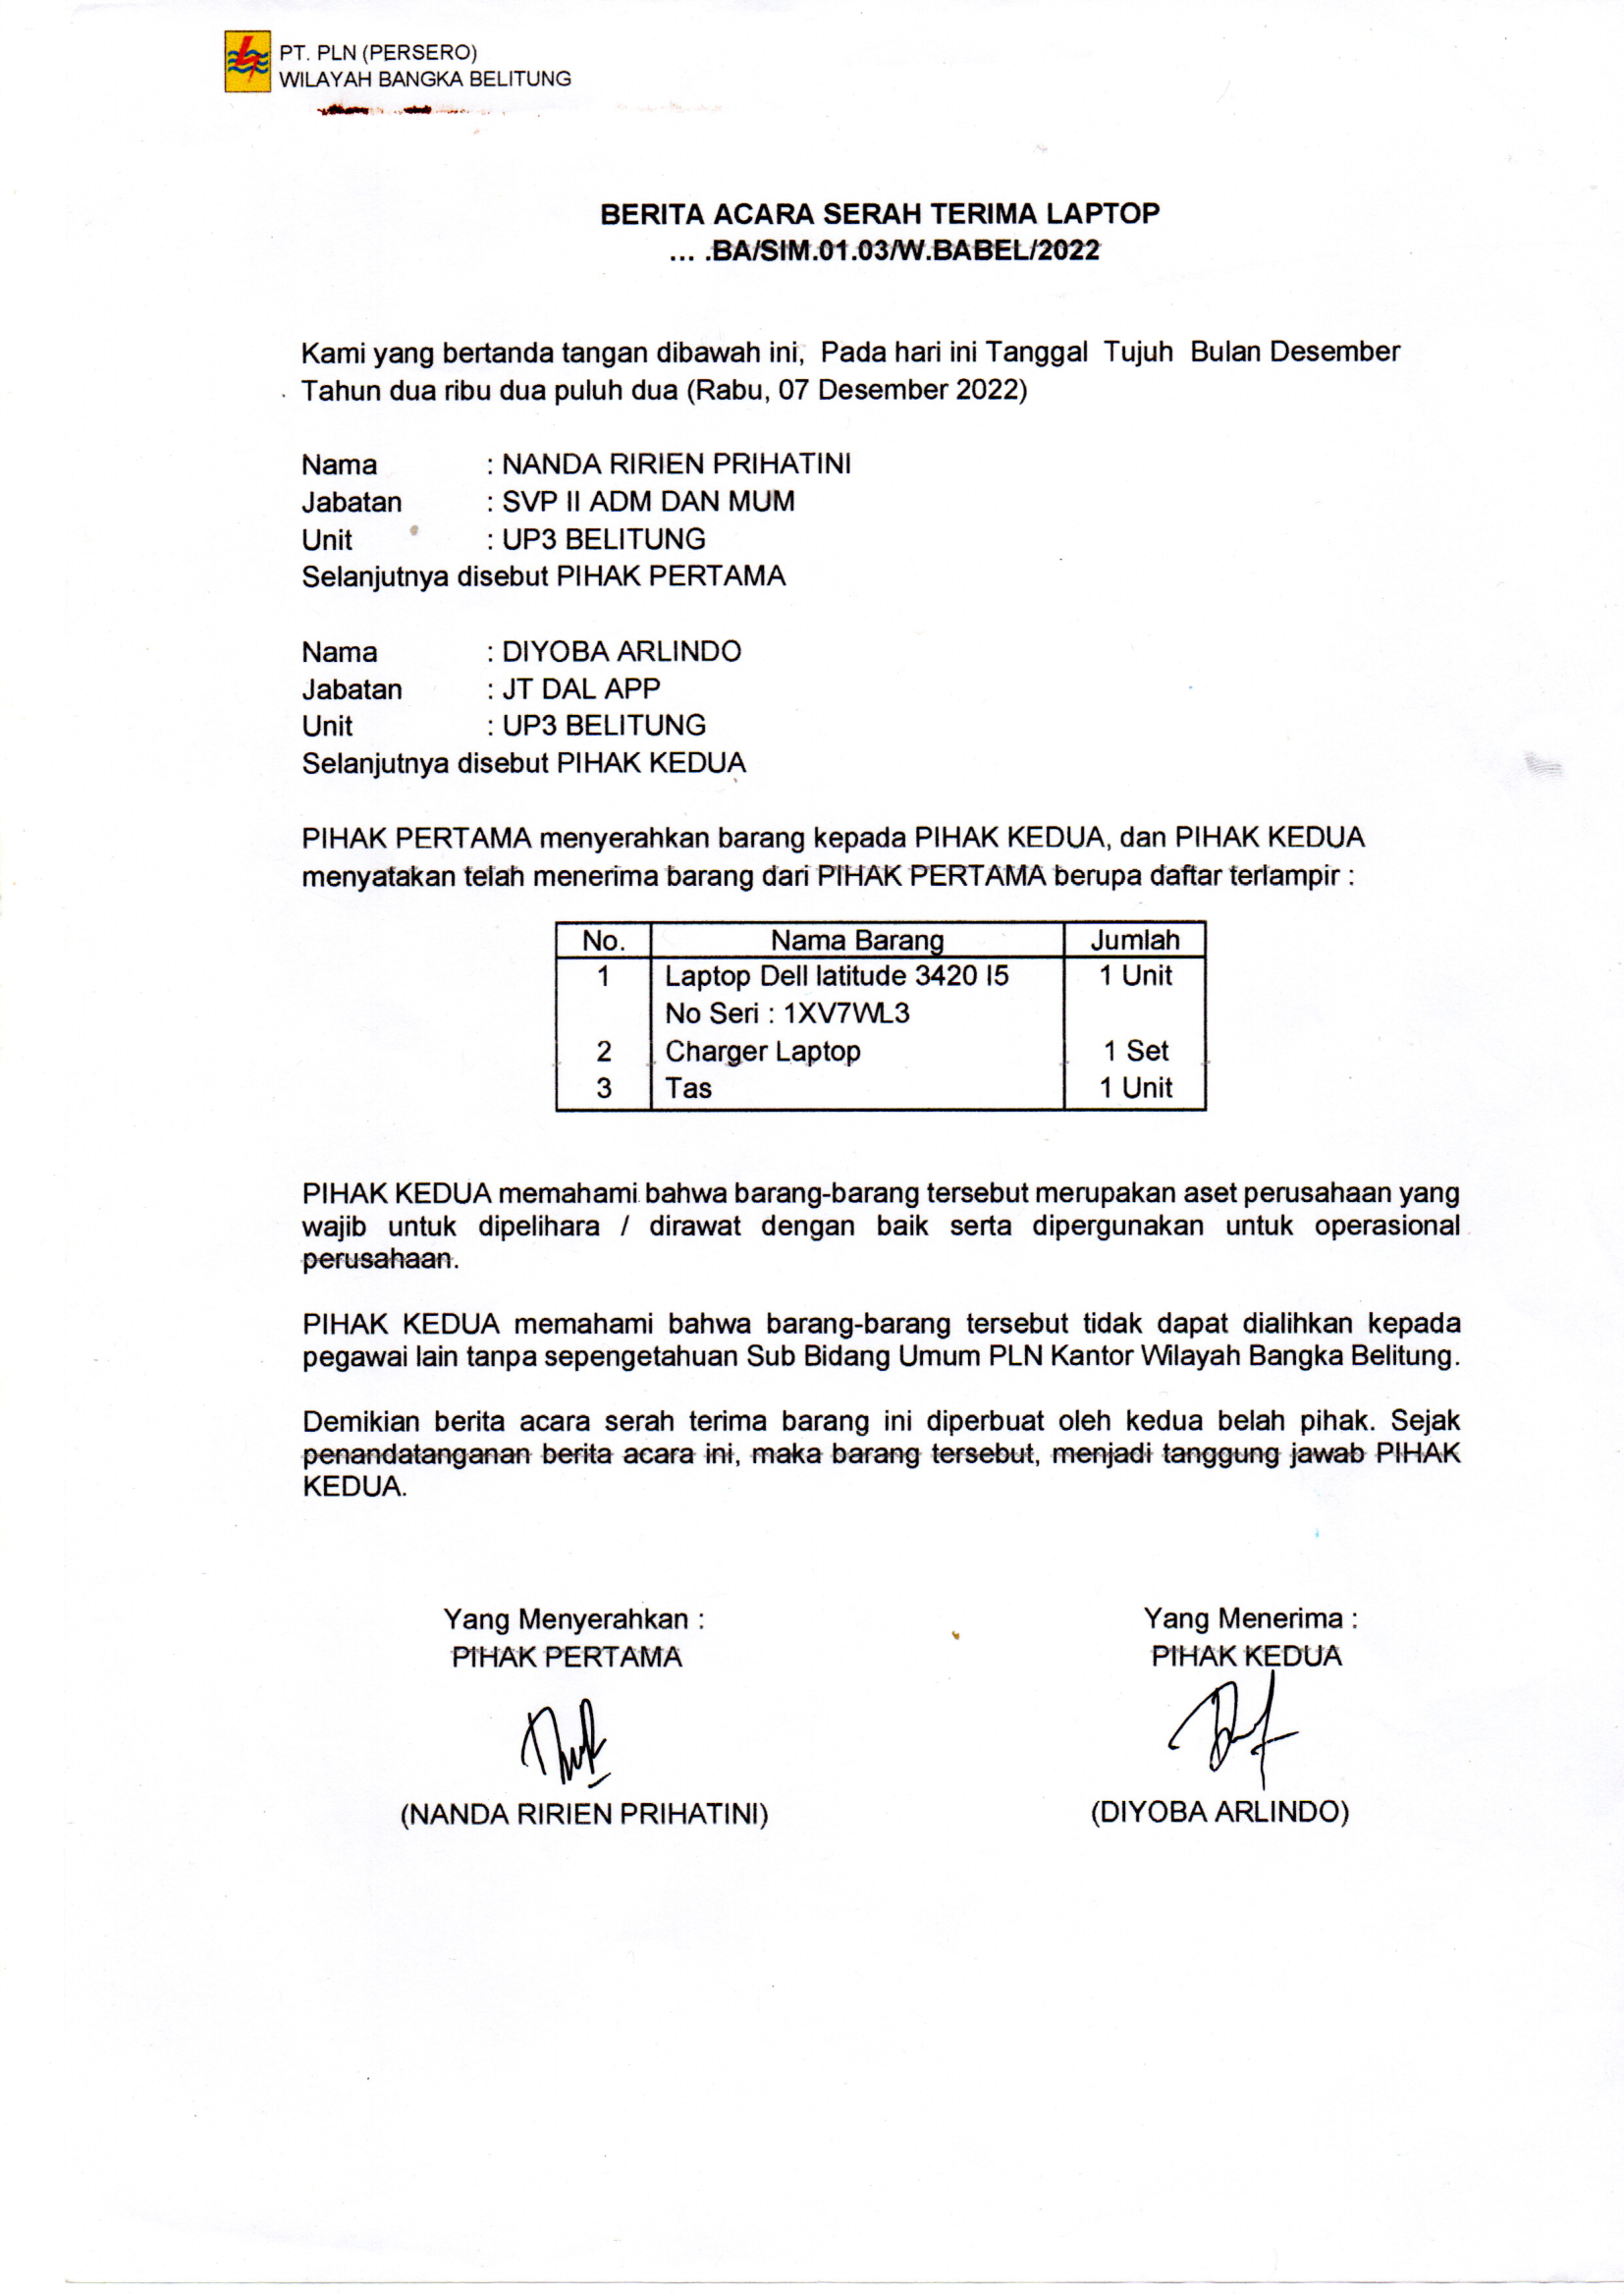 PT. PLN (PERSERO)
WILAYAH BANGKA BELITUNG
BERITA ACARA SERAH TERIMA LAPTOP
... .BA/SIM.01.03/W.BABEL/2022
Kami yang bertanda tangan dibawah ini, Pada hari ini Tanggal Tujuh Bulan Desember
Tahun dua ribu dua puluh dua (Rabu, 07 Desember 2022)
Nama : NANDA RIRIEN PRIHATINI
Jabatan : SVP II ADM DAN MUM
Unit : UP3 BELITUNG
Selanjutnya disebut PIHAK PERTAMA
Nama : DIYOBA ARLINDO
Jabatan : JT DAL APP
Unit : UP3 BELITUNG
Selanjutnya disebut PIHAK KEDUA
PIHAK PERTAMA menyerahkan barang kepada PIHAK KEDUA, dan PIHAK KEDUA
menyatakan telah menerima barang dari PIHAK PERTAMA berupa daftar terlampir :
No. Nama Barang Jumlah
1 Laptop Dell latitude 3420 I5 1 Unit
No Seri : 1XV7WL3
2 Charger Laptop 1 Set
3 Tas 1 Unit
PIHAK KEDUA memahami bahwa barang-barang tersebut merupakan aset perusahaan yang
wajib untuk dipelihara / dirawat dengan baik serta dipergunakan untuk operasional
perusahaan.
PIHAK KEDUA memahami bahwa barang-barang tersebut tidak dapat dialihkan kepada
pegawai lain tanpa sepengetahuan Sub Bidang Umum PLN Kantor Wilayah Bangka Belitung.
Demikian berita acara serah terima barang ini diperbuat oleh kedua belah pihak. Sejak
penandatanganan berita acara ini, maka barang tersebut, menjadi tanggung jawab PIHAK
KEDUA.
Yang Menyerahkan : Yang Menerima :
PIHAK PERTAMA PIHAK KEDUA
(NANDA RIRIEN PRIHATINI) (DIYOBA ARLINDO)